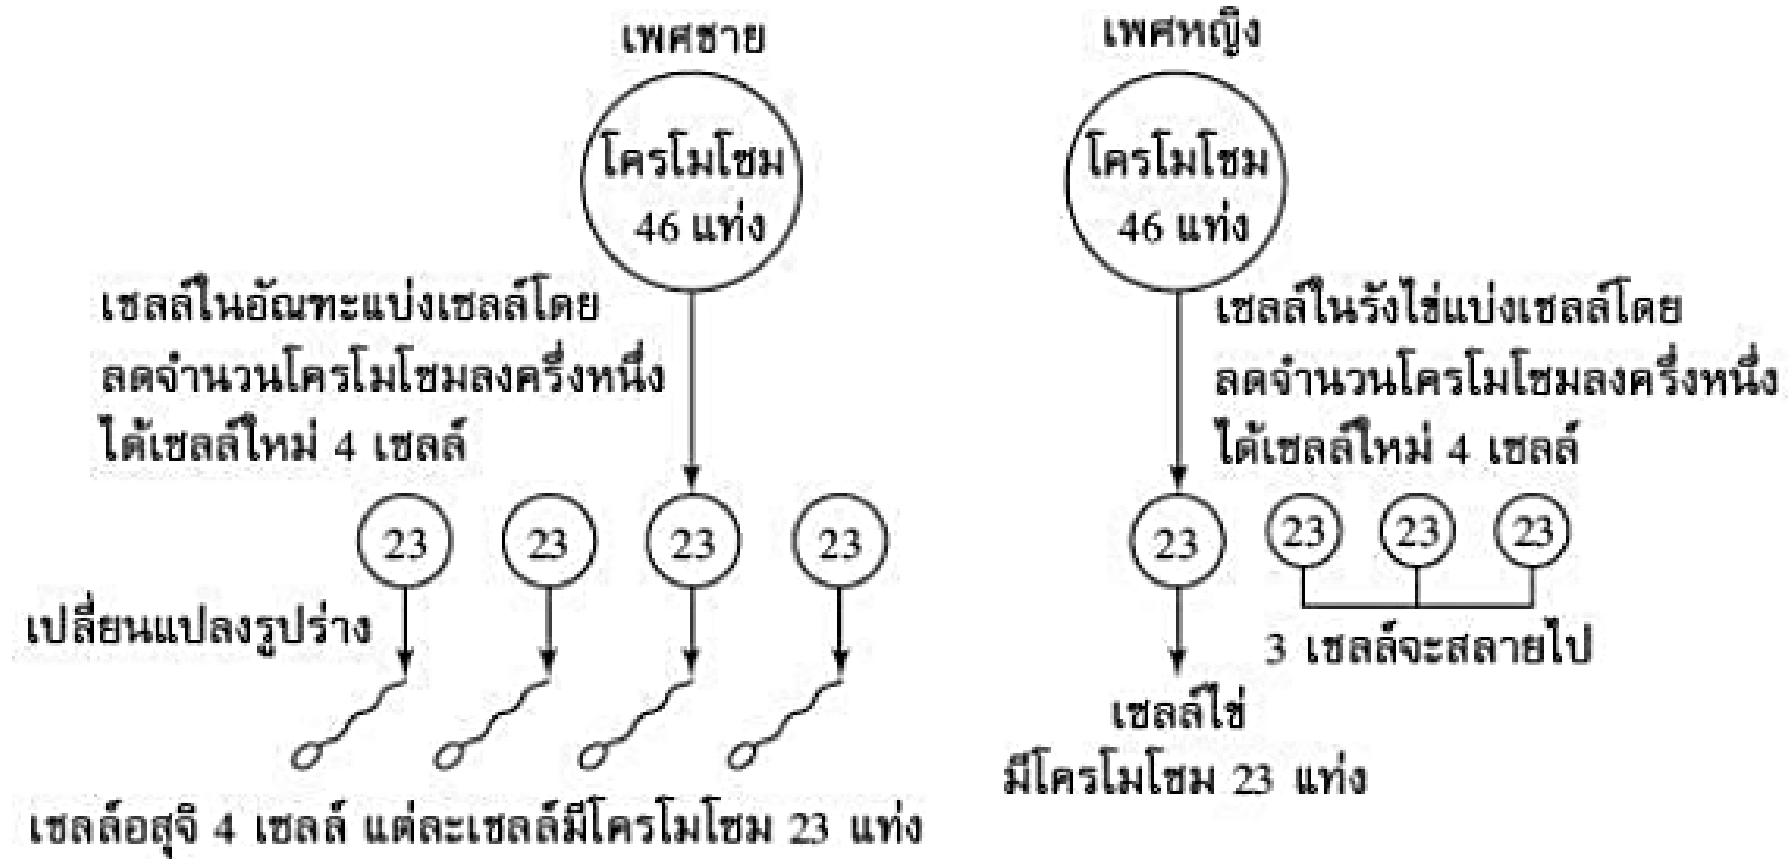 เพศชาย
โครโมโซม
46 แท่ง
เซลล์ในอัณฑะแบ่งเซลล์โดย
ลดจำนวนโครโมโซมลงครึ่งหนึ่ง
ได้เซลล์ใหม่ 4 เซลล์
23 23 23 23
เปลี่ยนแปลงรูปร่าง
เซลล์อสุจิ 4 เซลล์ แต่ละเซลล์มีโครโมโซม 23 แท่ง
เพศหญิง
โครโมโซม
46 แท่ง
เซลล์ในรังไข่แบ่งเซลล์โดย
ลดจำนวนโครโมโซมลงครึ่งหนึ่ง
ได้เซลล์ใหม่ 4 เซลล์
23 23 23 23
3 เซลล์จะสลายไป
เซลล์ไข่
มีโครโมโซม 23 แท่ง